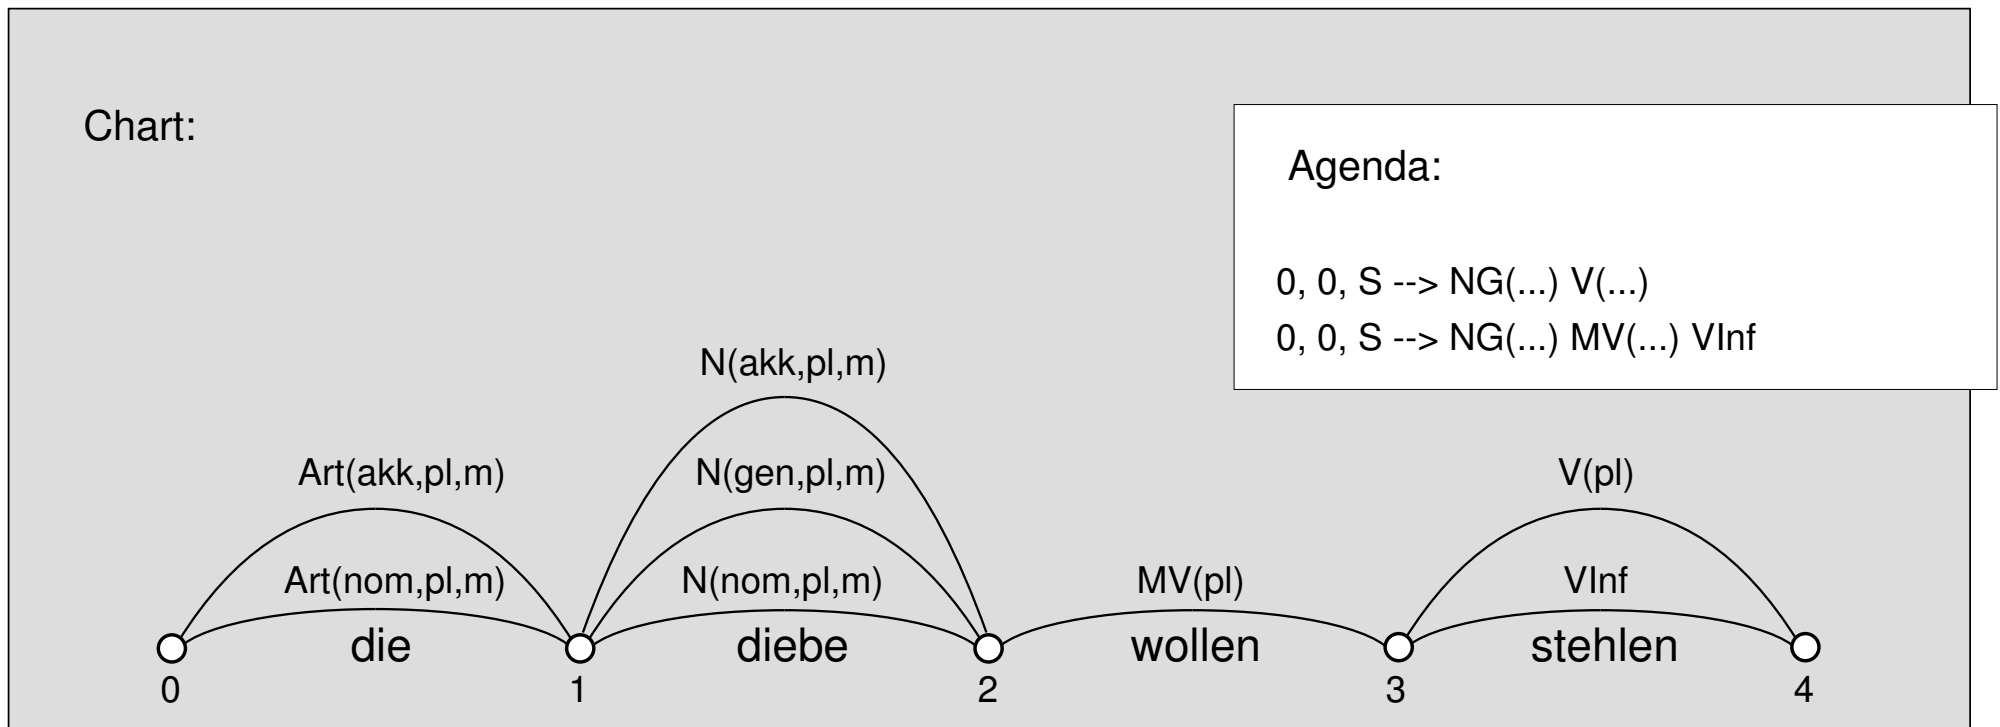 Chart:
Agenda:
0, 0, S --> NG(...) V(...)
0, 0, S --> NG(...) MV(...) VInf
N(akk,pl,m)
Art(akk,pl,m) N(gen,pl,m) V(pl)
Art(nom,pl,m) N(nom,pl,m) MV(pl) VInf
die diebe wollen stehlen
0 1 2 3 4